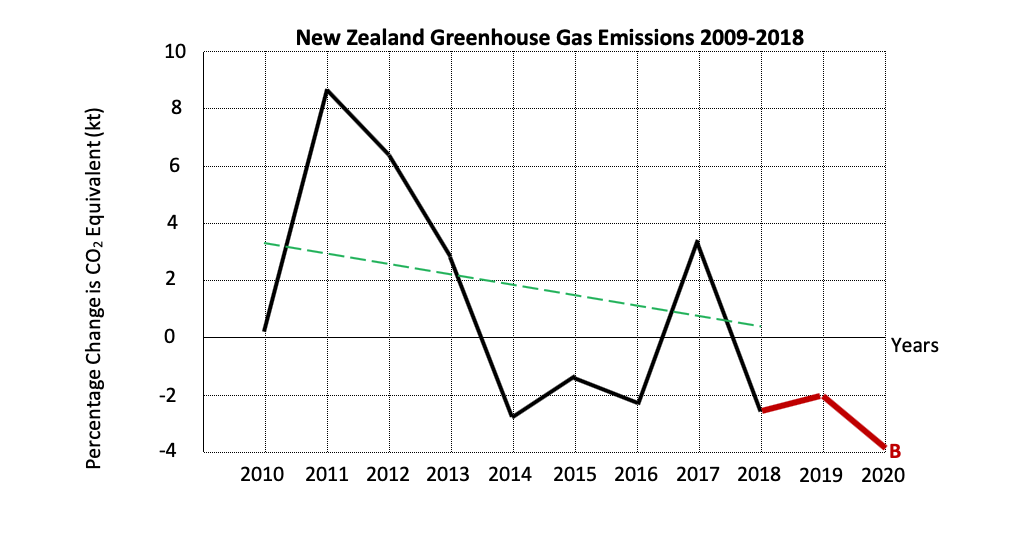 New Zealand Greenhouse Gas Emissions 2009-2018
Percentage Change is CO₂ Equivalent (kt)
10
8
6
4
2
0
-2
-4
Years
B
2010 2011 2012 2013 2014 2015 2016 2017 2018 2019 2020